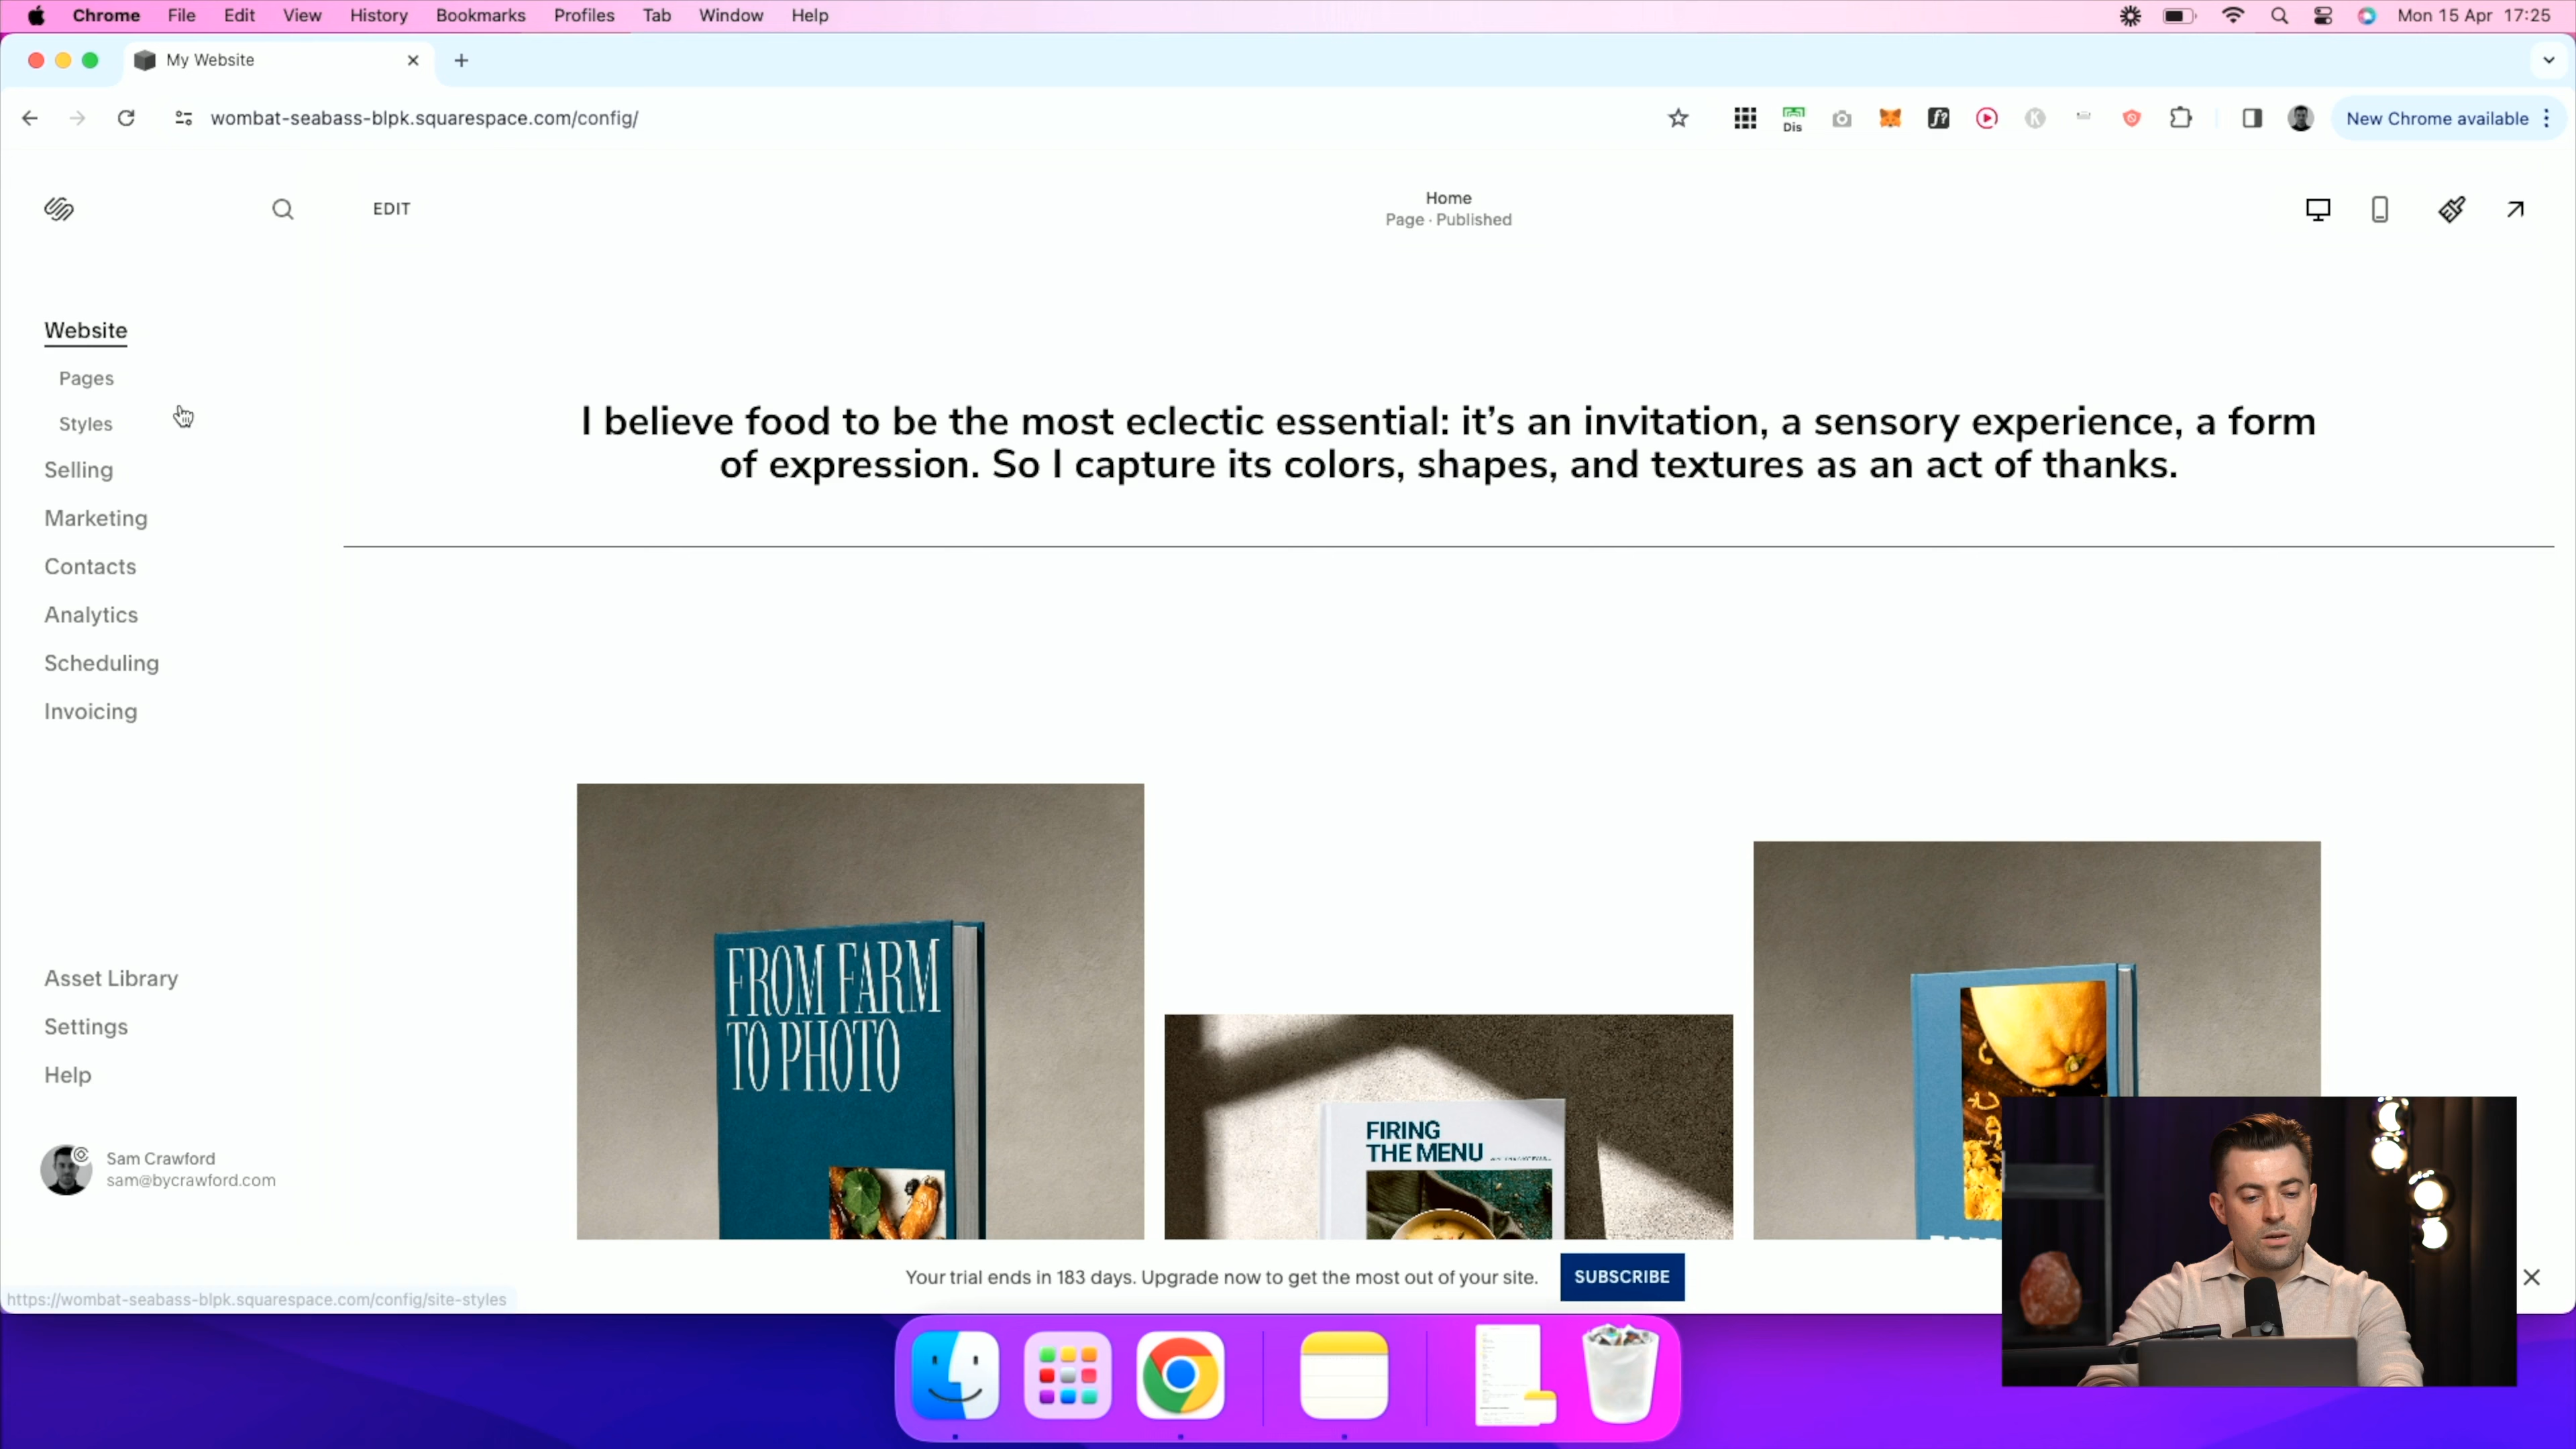 Chrome File Edit View History Bookmarks Profiles Tab Window Help Mon 15 Apr 17:25
My Website
wombat-seabass-blpk.squarespace.com/config/ Dis New Chrome available
EDIT
Home
Page · Published
Website
Pages
Styles
Selling
Marketing
Contacts
Analytics
Scheduling
Invoicing
Asset Library
Settings
Help
Sam Crawford
sam@bycrawford.com
I believe food to be the most eclectic essential: it's an invitation, a sensory experience, a form
of expression. So I capture its colors, shapes, and textures as an act of thanks.
FROM FARM
TO PHOTO
FIRING
THE MENU
Your trial ends in 183 days. Upgrade now to get the most out of your site. SUBSCRIBE
https://wombat-seabass-blpk.squarespace.com/config/site-styles